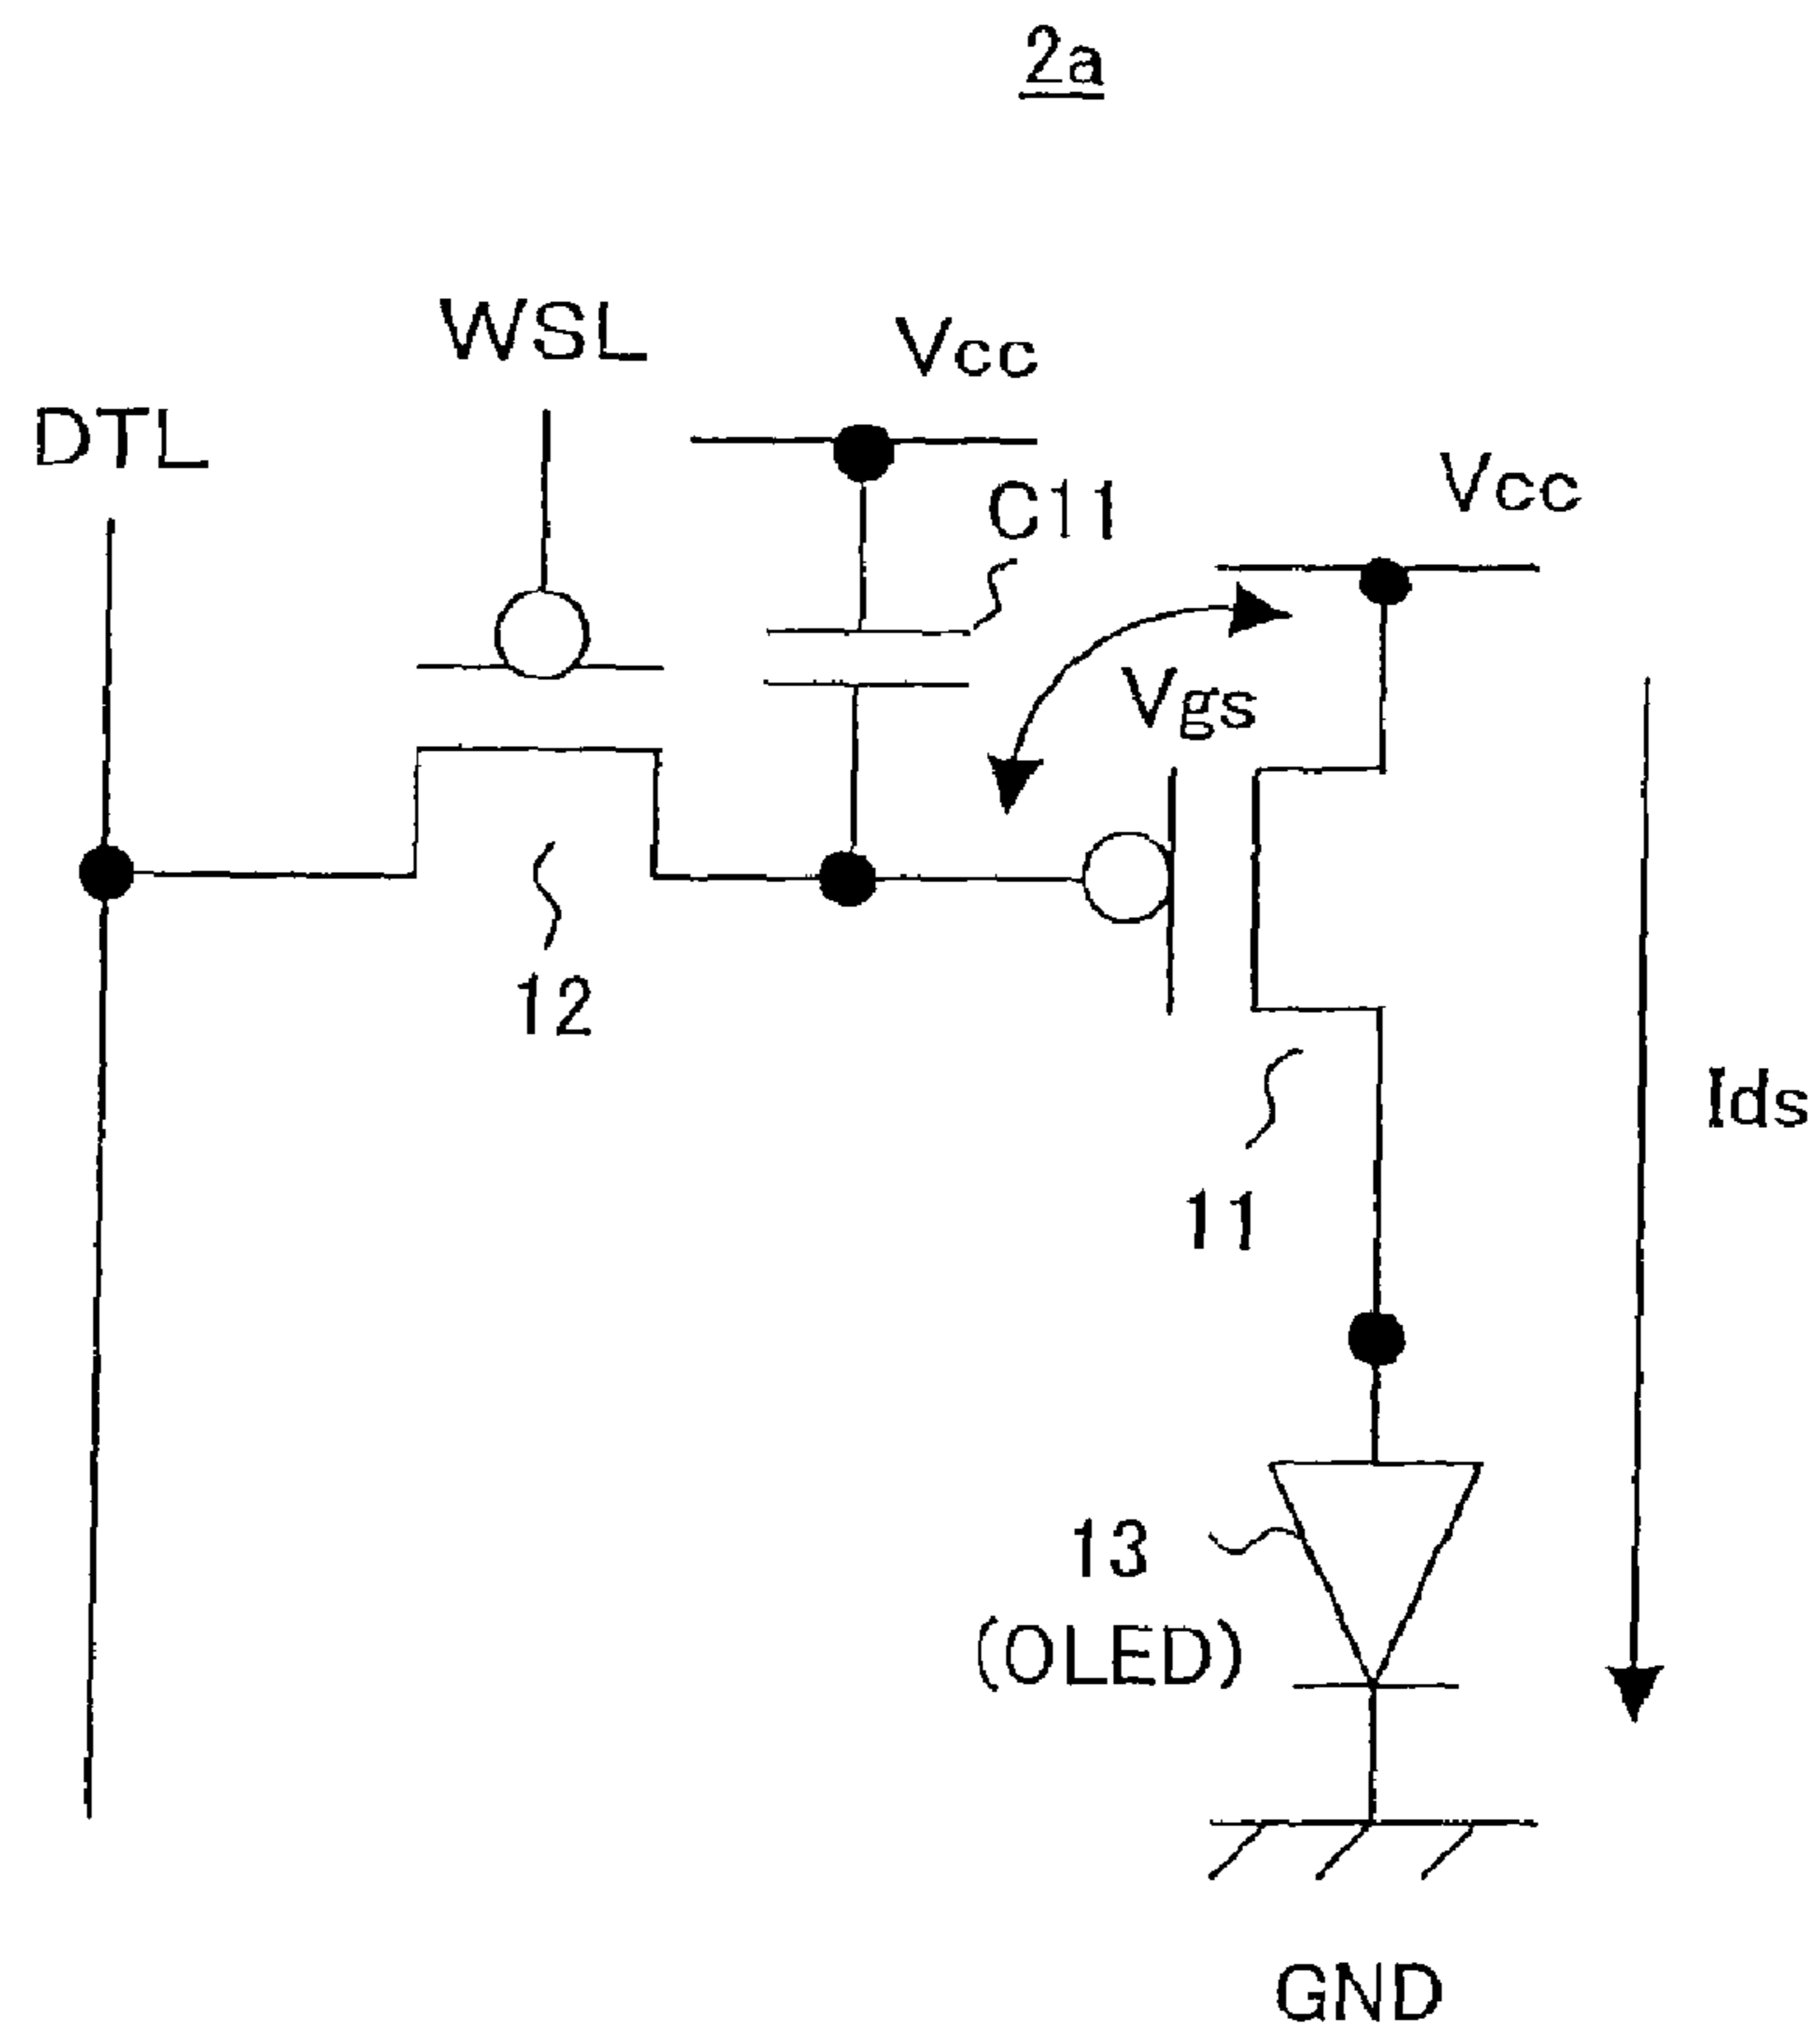 2a
WSL
Vcc
DTL
Vcc
C11
Vgs
12
Ids
11
13
(OLED)
GND